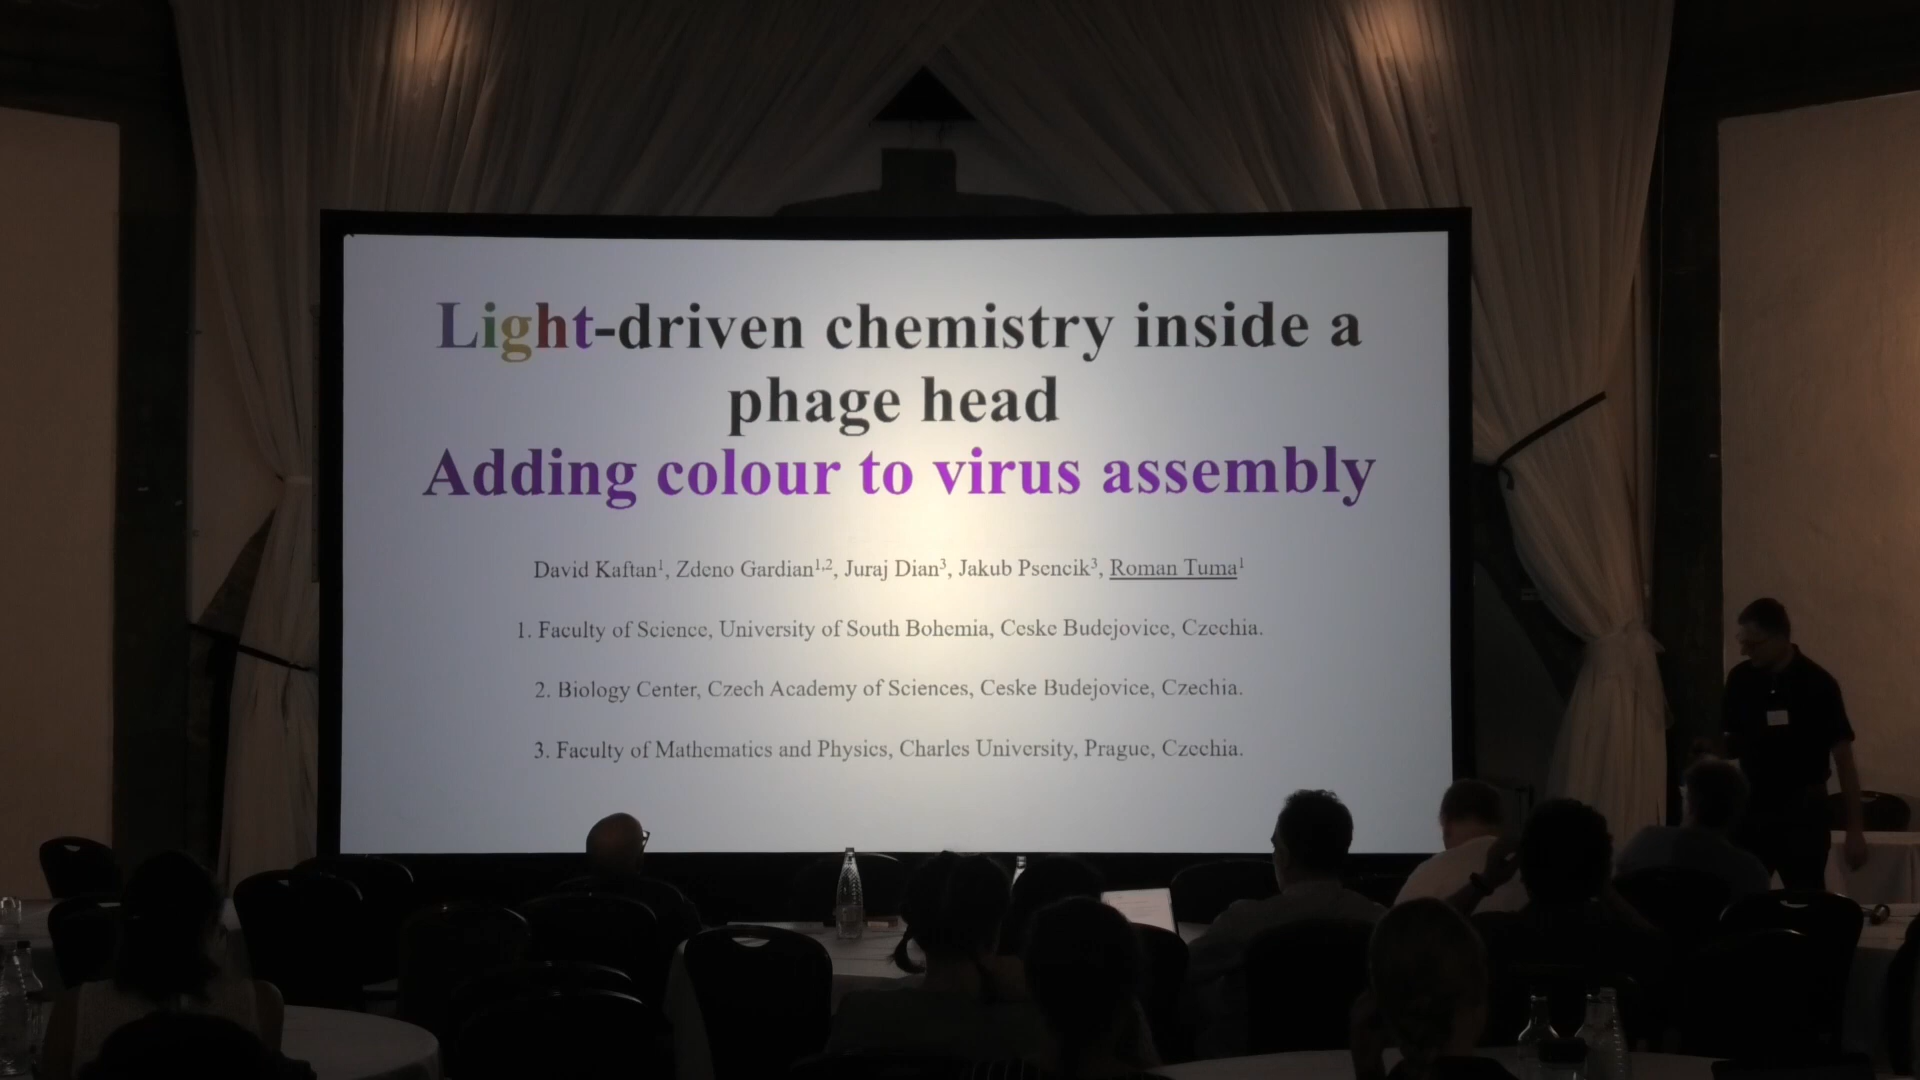 Light-driven chemistry inside a
phage head
Adding colour to virus assembly
David Kaftan¹, Zdeno Gardian¹,², Juraj Dian³, Jakub Psencik³, Roman Tuma¹
1. Faculty of Science, University of South Bohemia, Ceske Budejovice, Czechia.
2. Biology Center, Czech Academy of Sciences, Ceske Budejovice, Czechia.
3. Faculty of Mathematics and Physics, Charles University, Prague, Czechia.